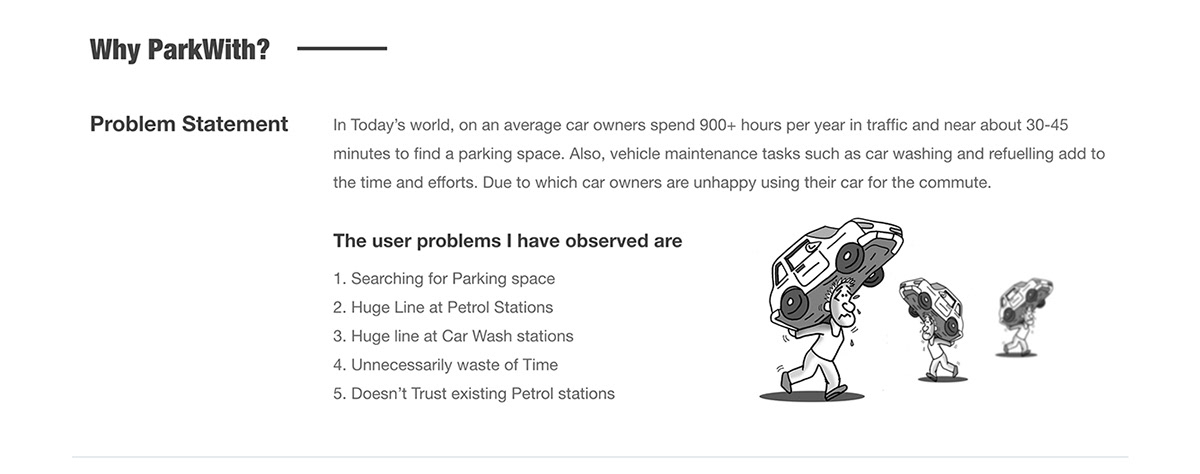 Why ParkWith?
Problem Statement
In Today's world, on an average car owners spend 900+ hours per year in traffic and near about 30-45
minutes to find a parking space. Also, vehicle maintenance tasks such as car washing and refuelling add to
the time and efforts. Due to which car owners are unhappy using their car for the commute.
The user problems I have observed are
1. Searching for Parking space
2. Huge Line at Petrol Stations
3. Huge line at Car Wash stations
4. Unnecessarily waste of Time
5. Doesn't Trust existing Petrol stations